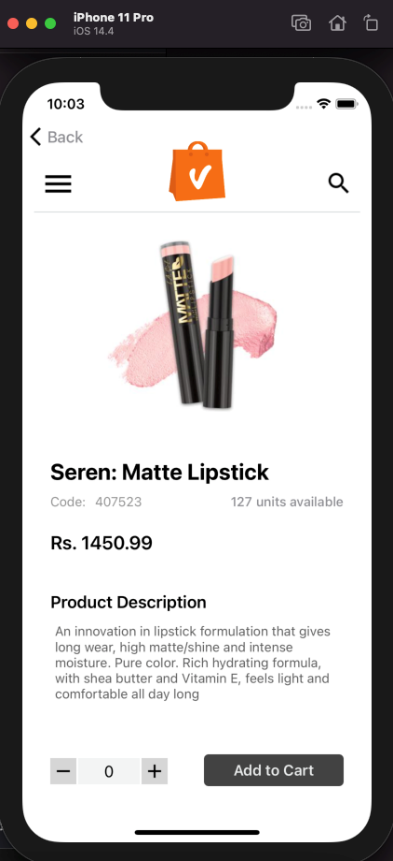 iPhone 11 Pro
iOS 14.4
10:03
Back
MATTE
Seren: Matte Lipstick
Code: 407523
127 units available
Rs. 1450.99
Product Description
An innovation in lipstick formulation that gives
long wear, high matte/shine and intense
moisture. Pure color. Rich hydrating formula,
with shea butter and Vitamin E, feels light and
comfortable all day long
0
Add to Cart